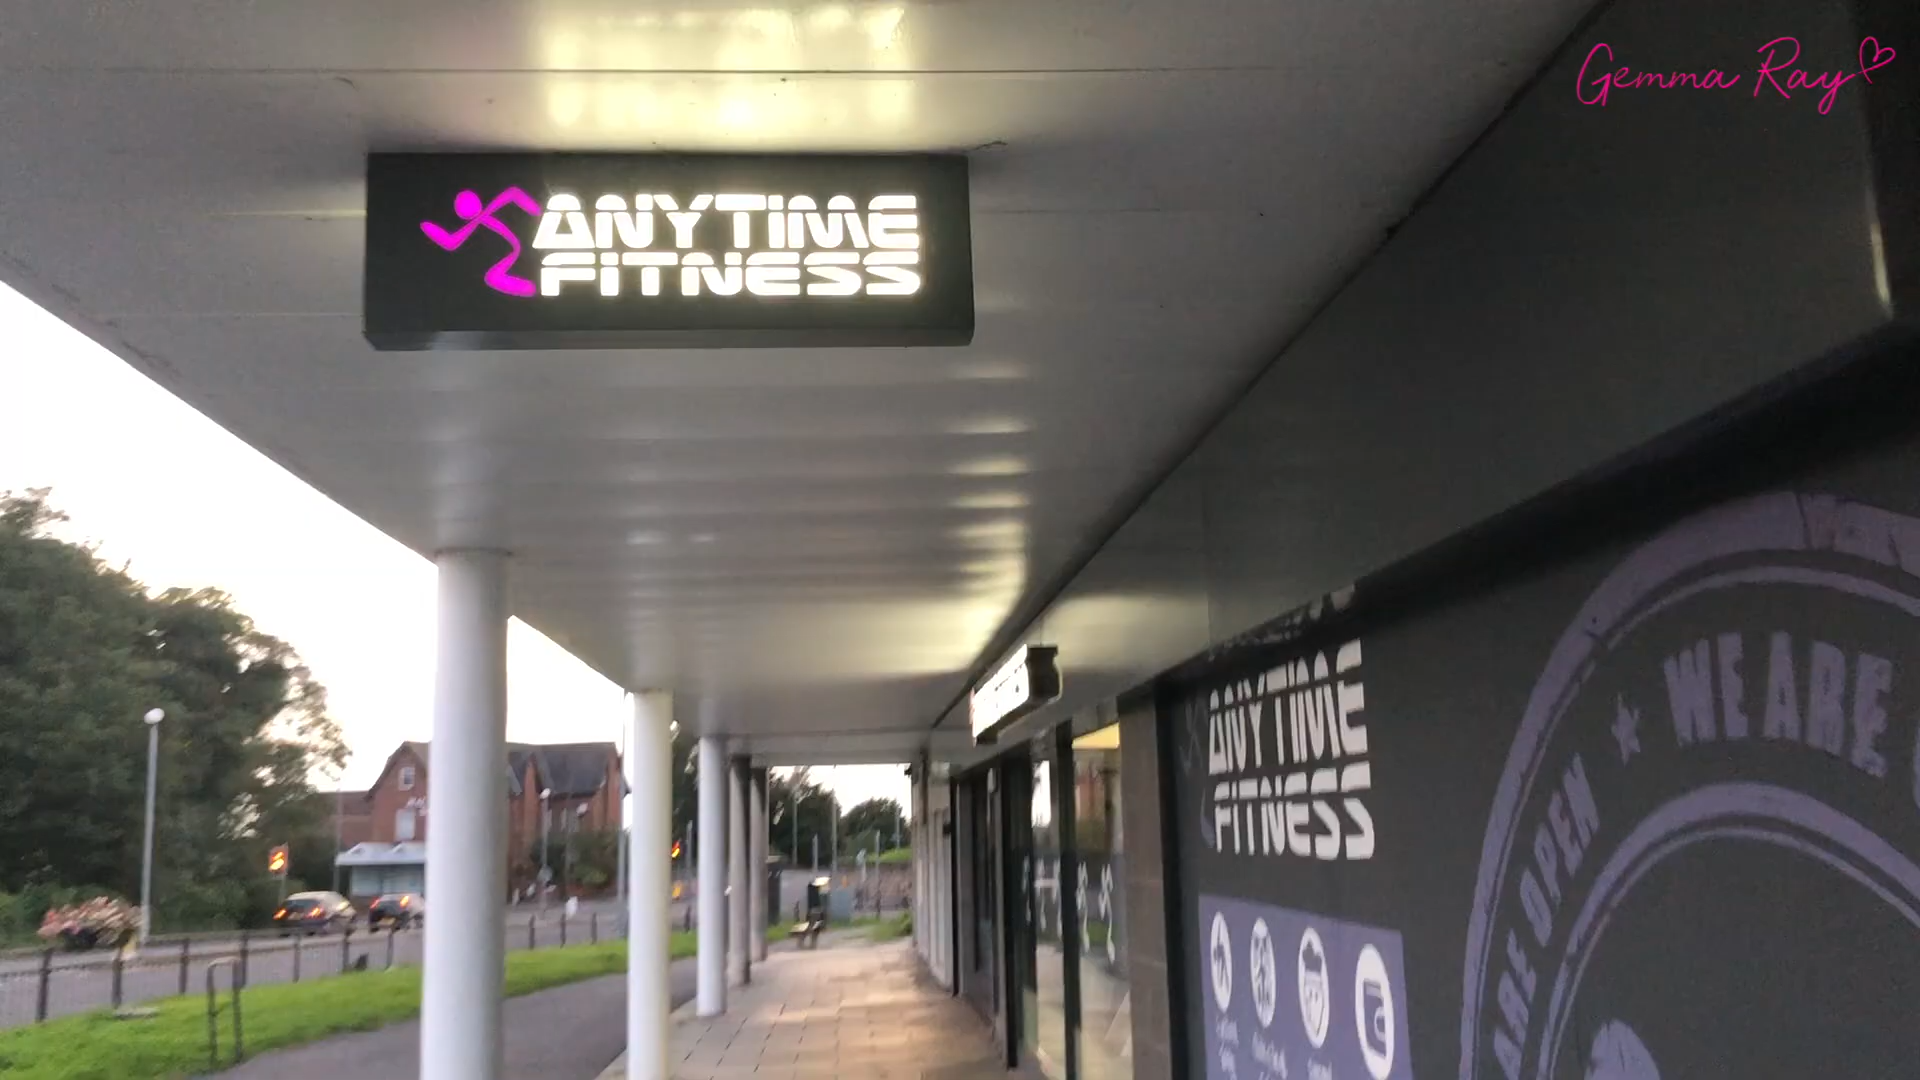 Gemma Ray
ANYTIME
FITNESS
ANYTIME
FITNESS
WE ARE
ARE OPEN